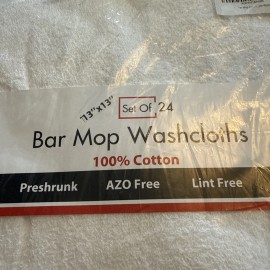 13"x13"
Set Of 24
Bar Mop Washcloths
100% Cotton
Preshrunk AZO Free Lint Free